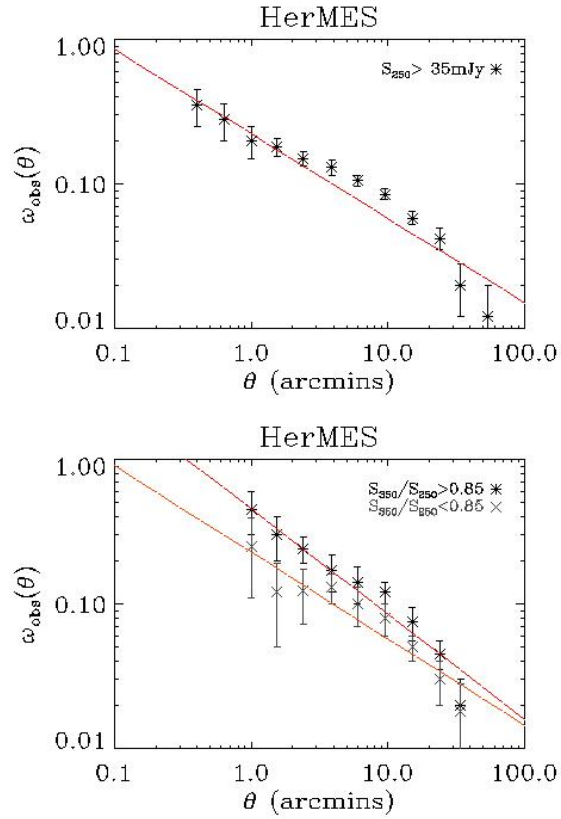 HerMES
1.00
S250> 35mJy
0.10
ωobs(θ)
0.01
0.1 1.0 10.0 100.0
θ (arcmins)
HerMES
1.00
S350/S250>0.85
S350/S250<0.85
0.10
ωobs(θ)
0.01
0.1 1.0 10.0 100.0
θ (arcmins)